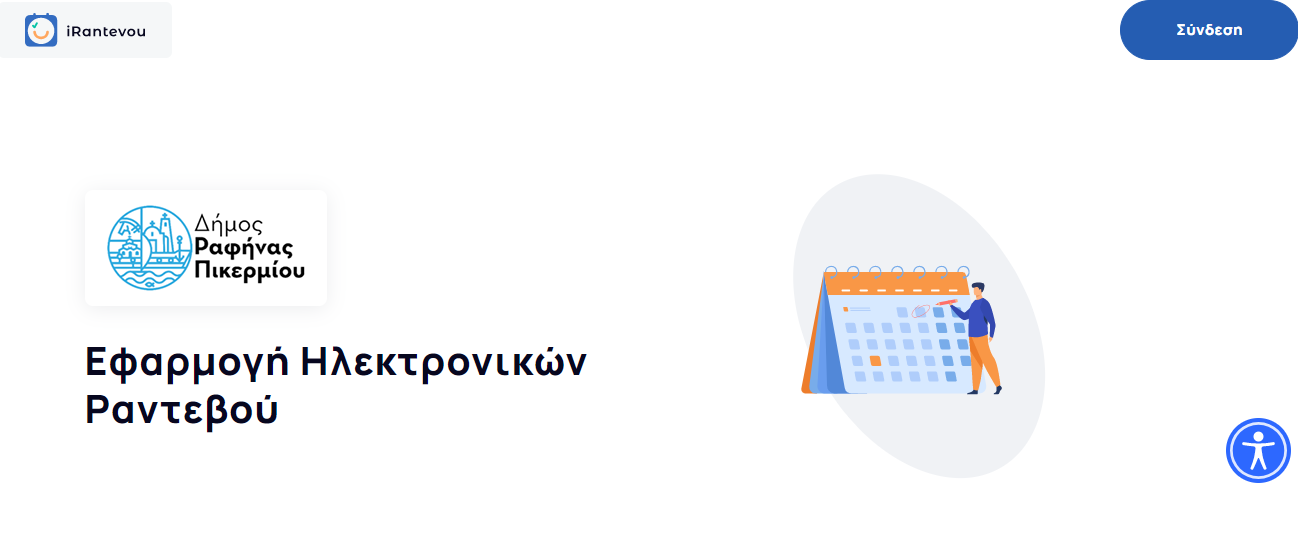 iRantevou
Σύνδεση
Δήμος
Ραφήνας
Πικερμίου
Εφαρμογή Ηλεκτρονικών
Ραντεβού